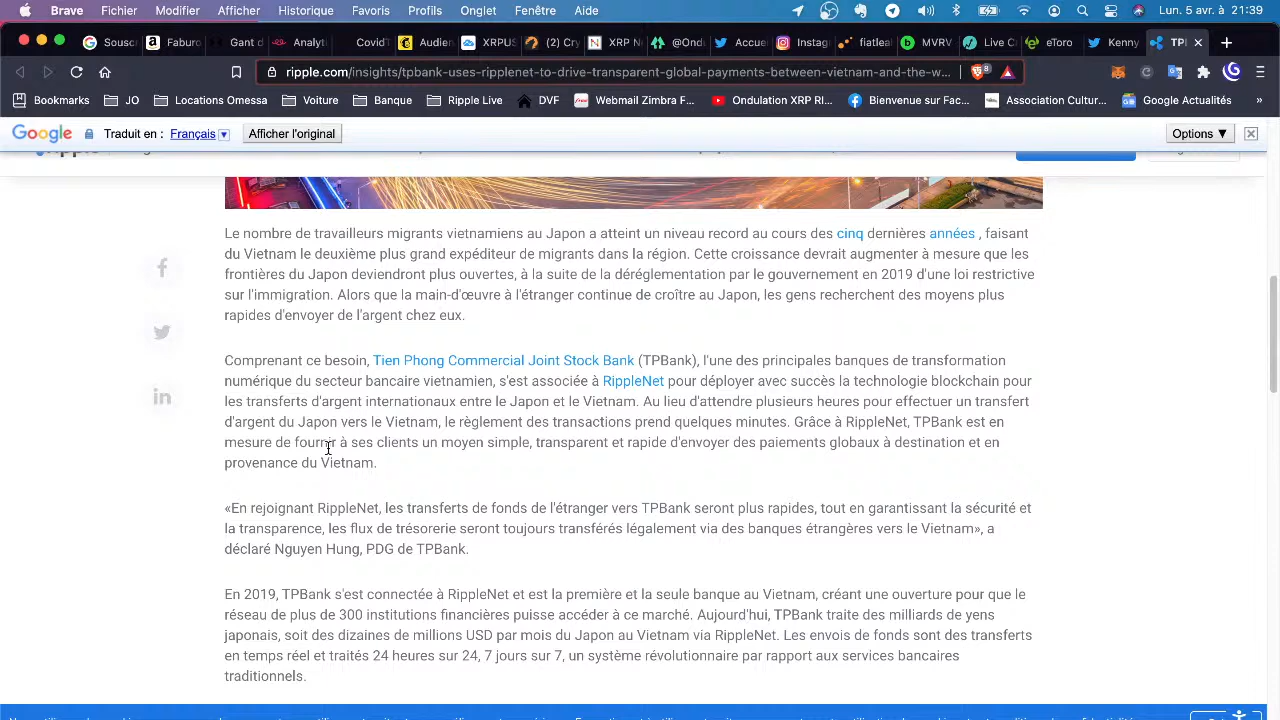 Brave Fichier Modifier Afficher Historique Favoris Profils Onglet Fenêtre Aide Lun. 5 avr. à 21:39
Sousc Faburo Gant d Analyt CovidT Audien XRPUS (2) Cry XRP N @Ond Accue Instag fiatleal MVRV Live C eToro Kenny TPI
ripple.com/insights/tpbank-uses-ripplenet-to-drive-transparent-global-payments-between-vietnam-and-the-w... 8
Bookmarks JO Locations Omessa Voiture Banque Ripple Live DVF Webmail Zimbra F... Ondulation XRP RI... Bienvenue sur Fac... Association Cultur... Google Actualités »
Google Traduit en : Français Afficher l'original Options ▼
Le nombre de travailleurs migrants vietnamiens au Japon a atteint un niveau record au cours des cinq dernières années , faisant
du Vietnam le deuxième plus grand expéditeur de migrants dans la région. Cette croissance devrait augmenter à mesure que les
frontières du Japon deviendront plus ouvertes, à la suite de la déréglementation par le gouvernement en 2019 d'une loi restrictive
sur l'immigration. Alors que la main-d'œuvre à l'étranger continue de croître au Japon, les gens recherchent des moyens plus
rapides d'envoyer de l'argent chez eux.
Comprenant ce besoin, Tien Phong Commercial Joint Stock Bank (TPBank), l'une des principales banques de transformation
numérique du secteur bancaire vietnamien, s'est associée à RippleNet pour déployer avec succès la technologie blockchain pour
les transferts d'argent internationaux entre le Japon et le Vietnam. Au lieu d'attendre plusieurs heures pour effectuer un transfert
d'argent du Japon vers le Vietnam, le règlement des transactions prend quelques minutes. Grâce à RippleNet, TPBank est en
mesure de fournir à ses clients un moyen simple, transparent et rapide d'envoyer des paiements globaux à destination et en
provenance du Vietnam.
«En rejoignant RippleNet, les transferts de fonds de l'étranger vers TPBank seront plus rapides, tout en garantissant la sécurité et
la transparence, les flux de trésorerie seront toujours transférés légalement via des banques étrangères vers le Vietnam», a
déclaré Nguyen Hung, PDG de TPBank.
En 2019, TPBank s'est connectée à RippleNet et est la première et la seule banque au Vietnam, créant une ouverture pour que le
réseau de plus de 300 institutions financières puisse accéder à ce marché. Aujourd'hui, TPBank traite des milliards de yens
japonais, soit des dizaines de millions USD par mois du Japon au Vietnam via RippleNet. Les envois de fonds sont des transferts
en temps réel et traités 24 heures sur 24, 7 jours sur 7, un système révolutionnaire par rapport aux services bancaires
traditionnels.